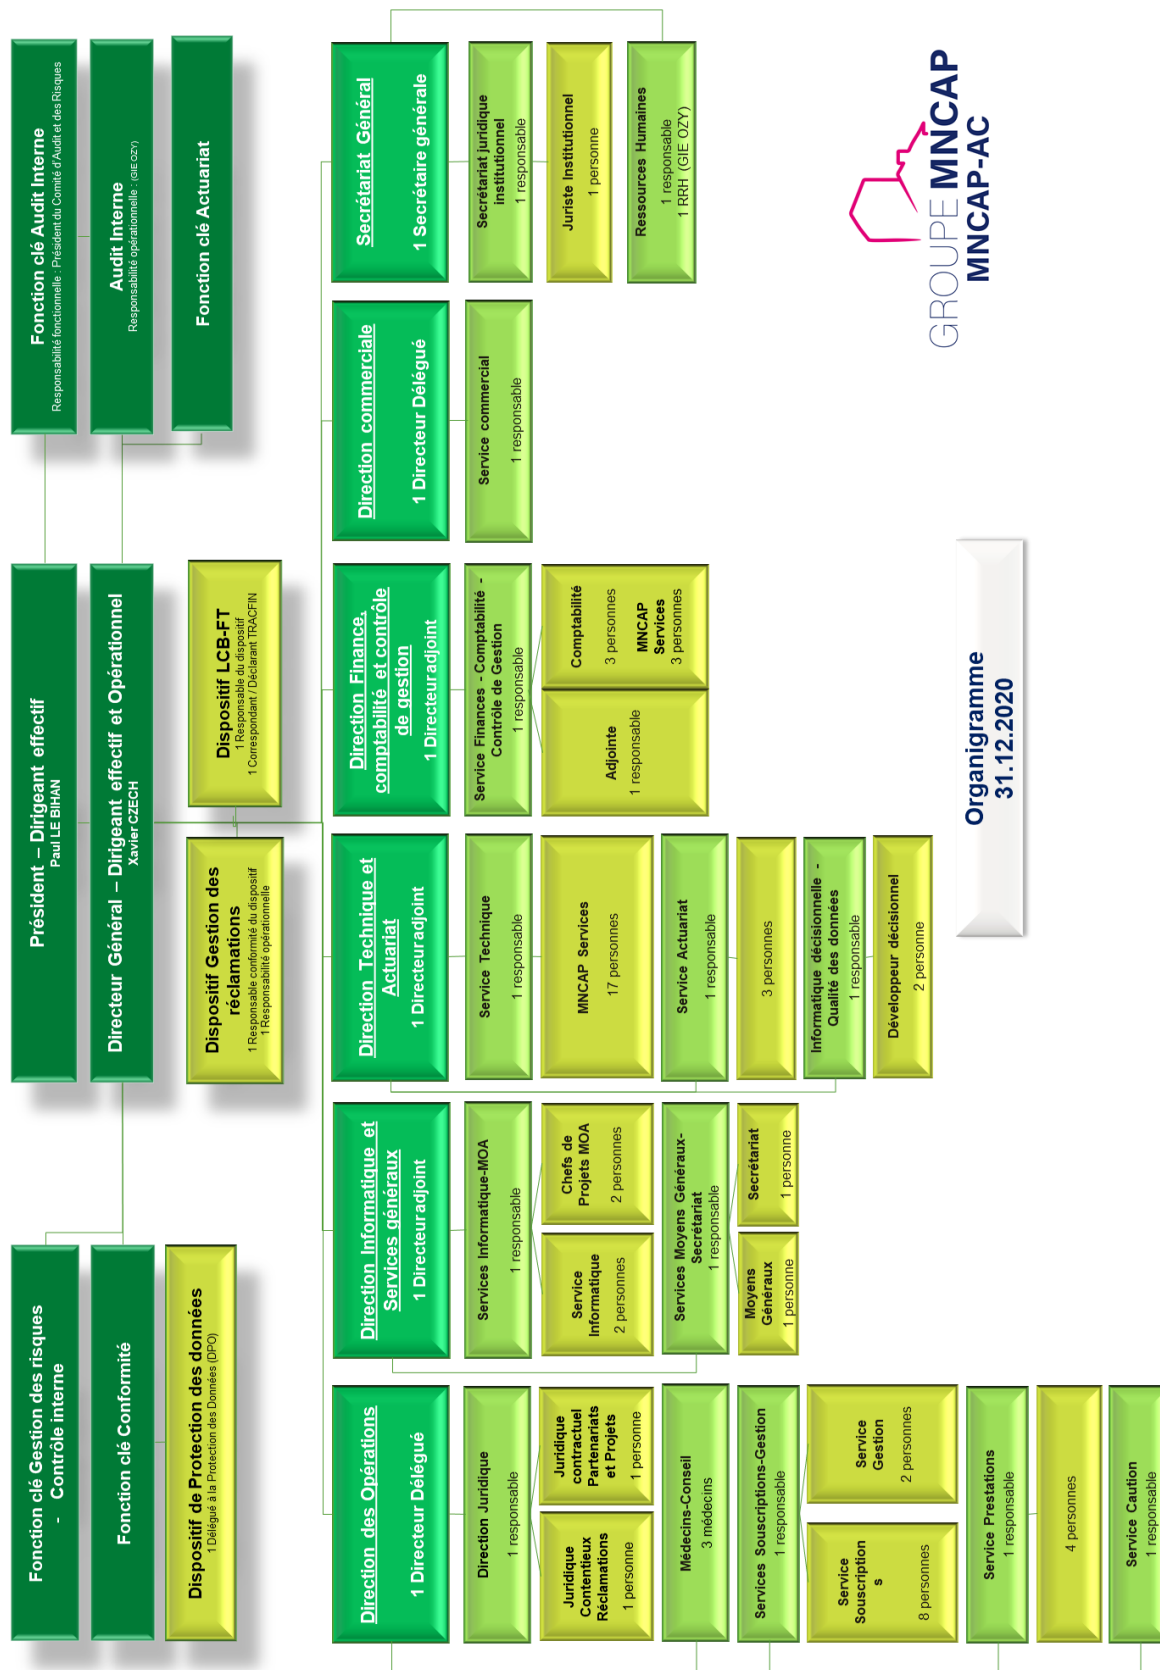 Président – Dirigeant effectif
Paul LE BIHAN
Directeur Général – Dirigeant effectif et Opérationnel
Xavier CZECH
Fonction clé Gestion des risques
- Contrôle interne
Fonction clé Conformité
Dispositif de Protection des données
1 Délégué à la Protection des Données (DPO)
Fonction clé Audit Interne
Responsabilité fonctionnelle : Président du Comité d'Audit et des Risques
Audit Interne
Responsabilité opérationnelle : (GIE OZY)
Fonction clé Actuariat
Dispositif Gestion des
réclamations
1 Responsable conformité du dispositif
1 Responsabilité opérationnelle
Dispositif LCB-FT
1 Responsable du dispositif
1 Correspondant / Déclarant TRACFIN
Direction des Opérations
1 Directeur Délégué
Direction Juridique
1 responsable
Juridique
Contentieux
Réclamations
1 personne
Juridique
contractuel
Partenariats
et Projets
1 personne
Médecins-Conseil
3 médecins
Services Souscriptions-Gestion
1 responsable
Service
Souscription
s
8 personnes
Service
Gestion
2 personnes
Service Prestations
1 responsable
4 personnes
Service Caution
1 responsable
Direction Informatique et
Services généraux
1 Directeur adjoint
Services Informatique-MOA
1 responsable
Service
Informatique
2 personnes
Chefs de
Projets MOA
2 personnes
Services Moyens Généraux-
Secrétariat
1 responsable
Moyens
Généraux
1 personne
Secrétariat
1 personne
Direction Technique et
Actuariat
1 Directeur adjoint
Service Technique
1 responsable
MNCAP Services
17 personnes
Service Actuariat
1 responsable
3 personnes
Informatique décisionnelle -
Qualité des données
1 responsable
Développeur décisionnel
2 personne
Direction Finance,
comptabilité et contrôle
de gestion
1 Directeur adjoint
Service Finances - Comptabilité -
Contrôle de Gestion
1 responsable
Adjointe
1 responsable
Comptabilité
3 personnes
MNCAP
Services
3 personnes
Direction commerciale
1 Directeur Délégué
Service commercial
1 responsable
Secrétariat Général
1 Secrétaire générale
Secrétariat juridique
institutionnel
1 responsable
Juriste Institutionnel
1 personne
Ressources Humaines
1 responsable
1 RRH (GIE OZY)
Organigramme
31.12.2020
GROUPE MNCAP
MNCAP-AC